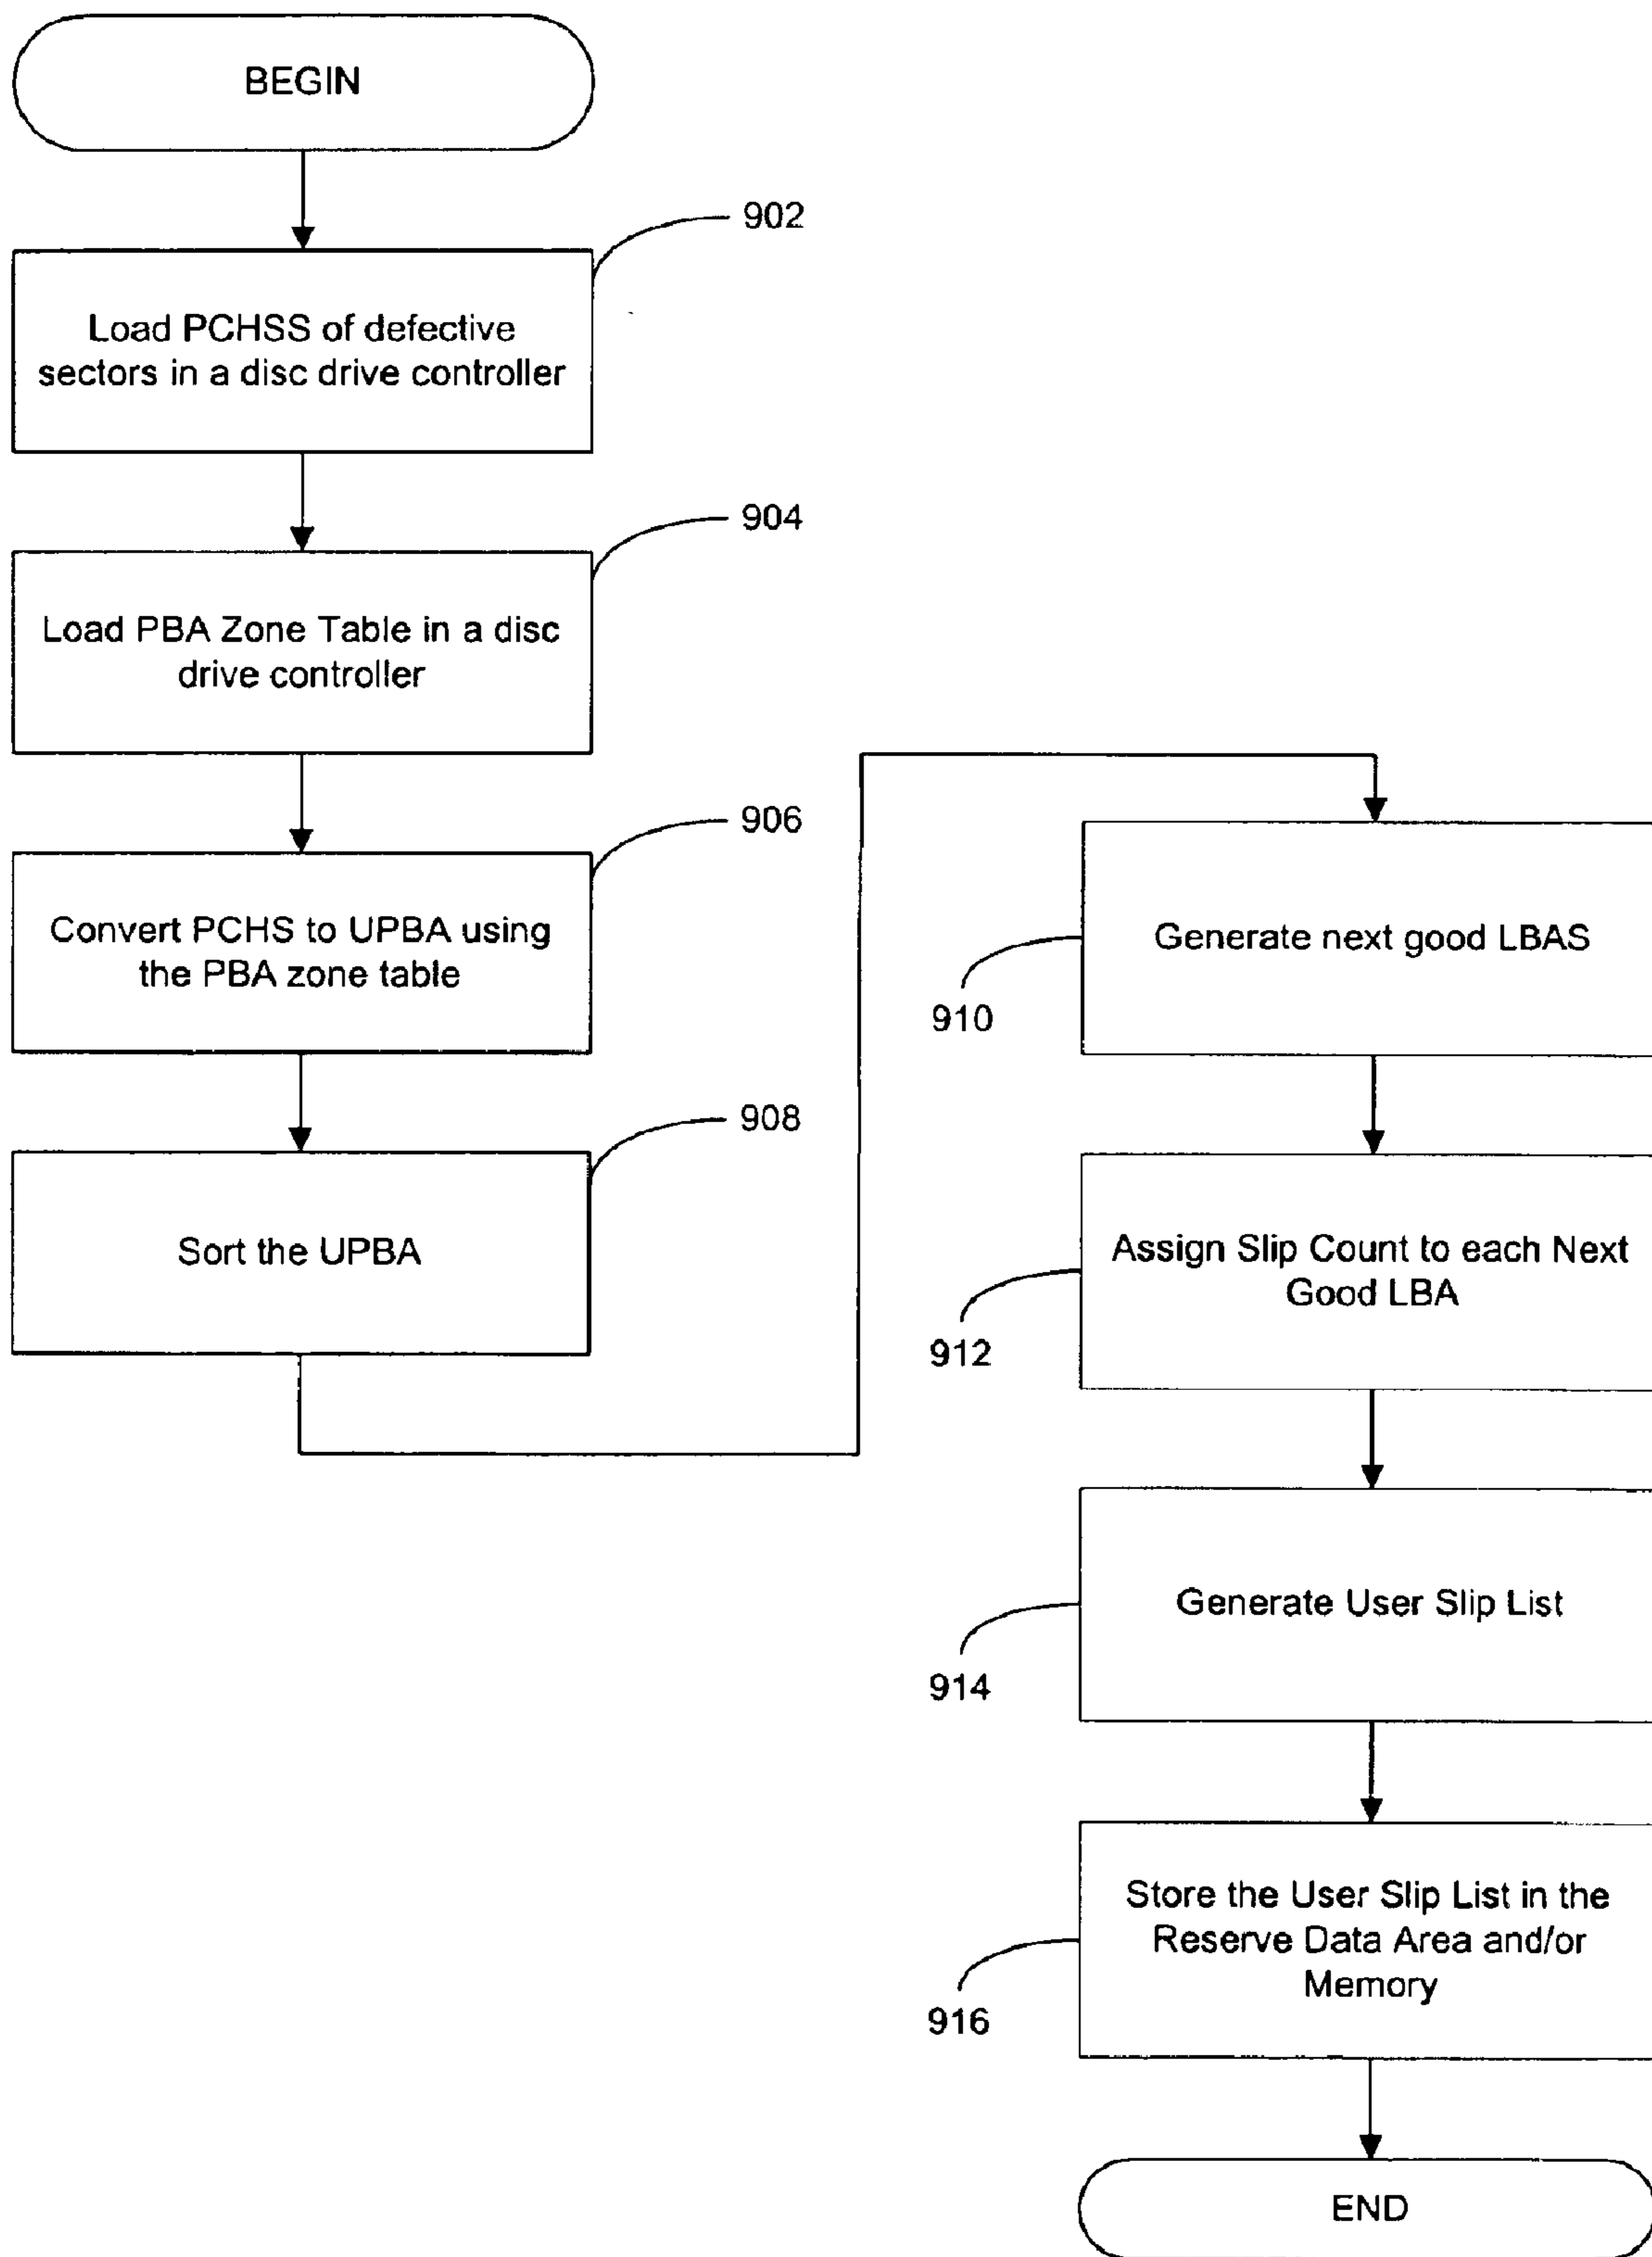 BEGIN
902
Load PCHSS of defective
sectors in a disc drive controller
904
Load PBA Zone Table in a disc
drive controller
906
Convert PCHS to UPBA using
the PBA zone table
908
Sort the UPBA
Generate next good LBAS
910
Assign Slip Count to each Next
Good LBA
912
Generate User Slip List
914
Store the User Slip List in the
Reserve Data Area and/or
Memory
916
END